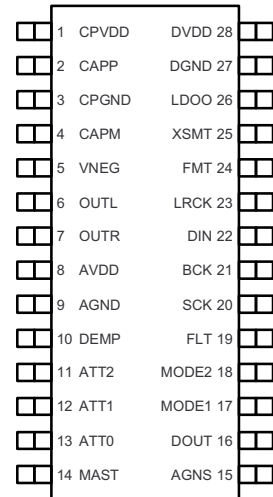 1 CPVDD DVDD 28
2 CAPP DGND 27
3 CPGND LDOO 26
4 CAPM XSMT 25
5 VNEG FMT 24
6 OUTL LRCK 23
7 OUTR DIN 22
8 AVDD BCK 21
9 AGND SCK 20
10 DEMP FLT 19
11 ATT2 MODE2 18
12 ATT1 MODE1 17
13 ATT0 DOUT 16
14 MAST AGNS 15